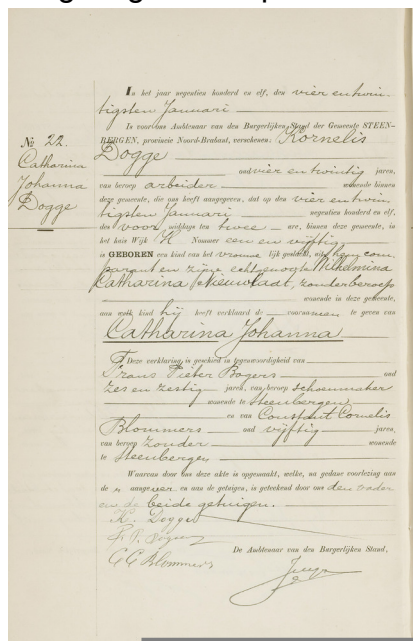 In het jaar negentien honderd en elf, den vier en twin-
tigsten Januari
Is voor ons Ambtenaar van den Burgerlijken Stand der Gemeente STEEN-
BERGEN, provincie Noord-Brabant, verschenen: Kornelis
Dogge
oud vier en twintig jaren,
van beroep arbeider wonende binnen
deze gemeente, die ons heeft aangegeven, dat op den vier en twin-
tigsten Januari negentien honderd en elf,
des voor middags ten twee ure, binnen deze gemeente, in
het huis Wijk K Nommer een en vijftig
is GEBOREN een kind van het vrouwe lijk geslacht, uit hem com-
parant en zijne echtgenoote Wilhelmina
Catharina Nieuwstadt, zonder beroep
wonende in deze gemeente,
aan welk kind hij heeft verklaard de voornamen te geven van
Catharina Johanna
Deze verklaring is geschied in tegenwoordigheid van
Frans Pieter Bogers oud
zes en zestig jaren, van beroep schoenmaker
wonende te Steenbergen
en van Constant Cornelis
Blommers oud vijftig jaren,
van beroep zonder wonende
te Steenbergen
Waarvan door ons deze akte is opgemaakt, welke, na gedane voorlezing aan
de aangever en aan de getuigen, is geteekend door ons den vader
en de beide getuigen.
K. Dogge
F. P. Bogers
C C Blommers
De Ambtenaar van den Burgerlijken Stand,
No 22.
Catharina
Johanna
Dogge